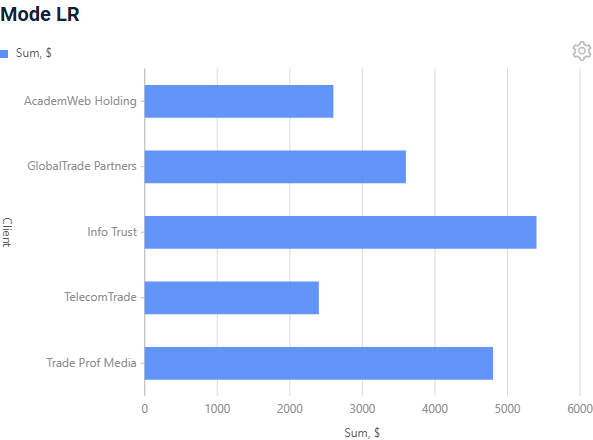 Mode LR
Sum, $
AcademWeb Holding
GlobalTrade Partners
Info Trust
TelecomTrade
Trade Prof Media
Client
0 1000 2000 3000 4000 5000 6000
Sum, $